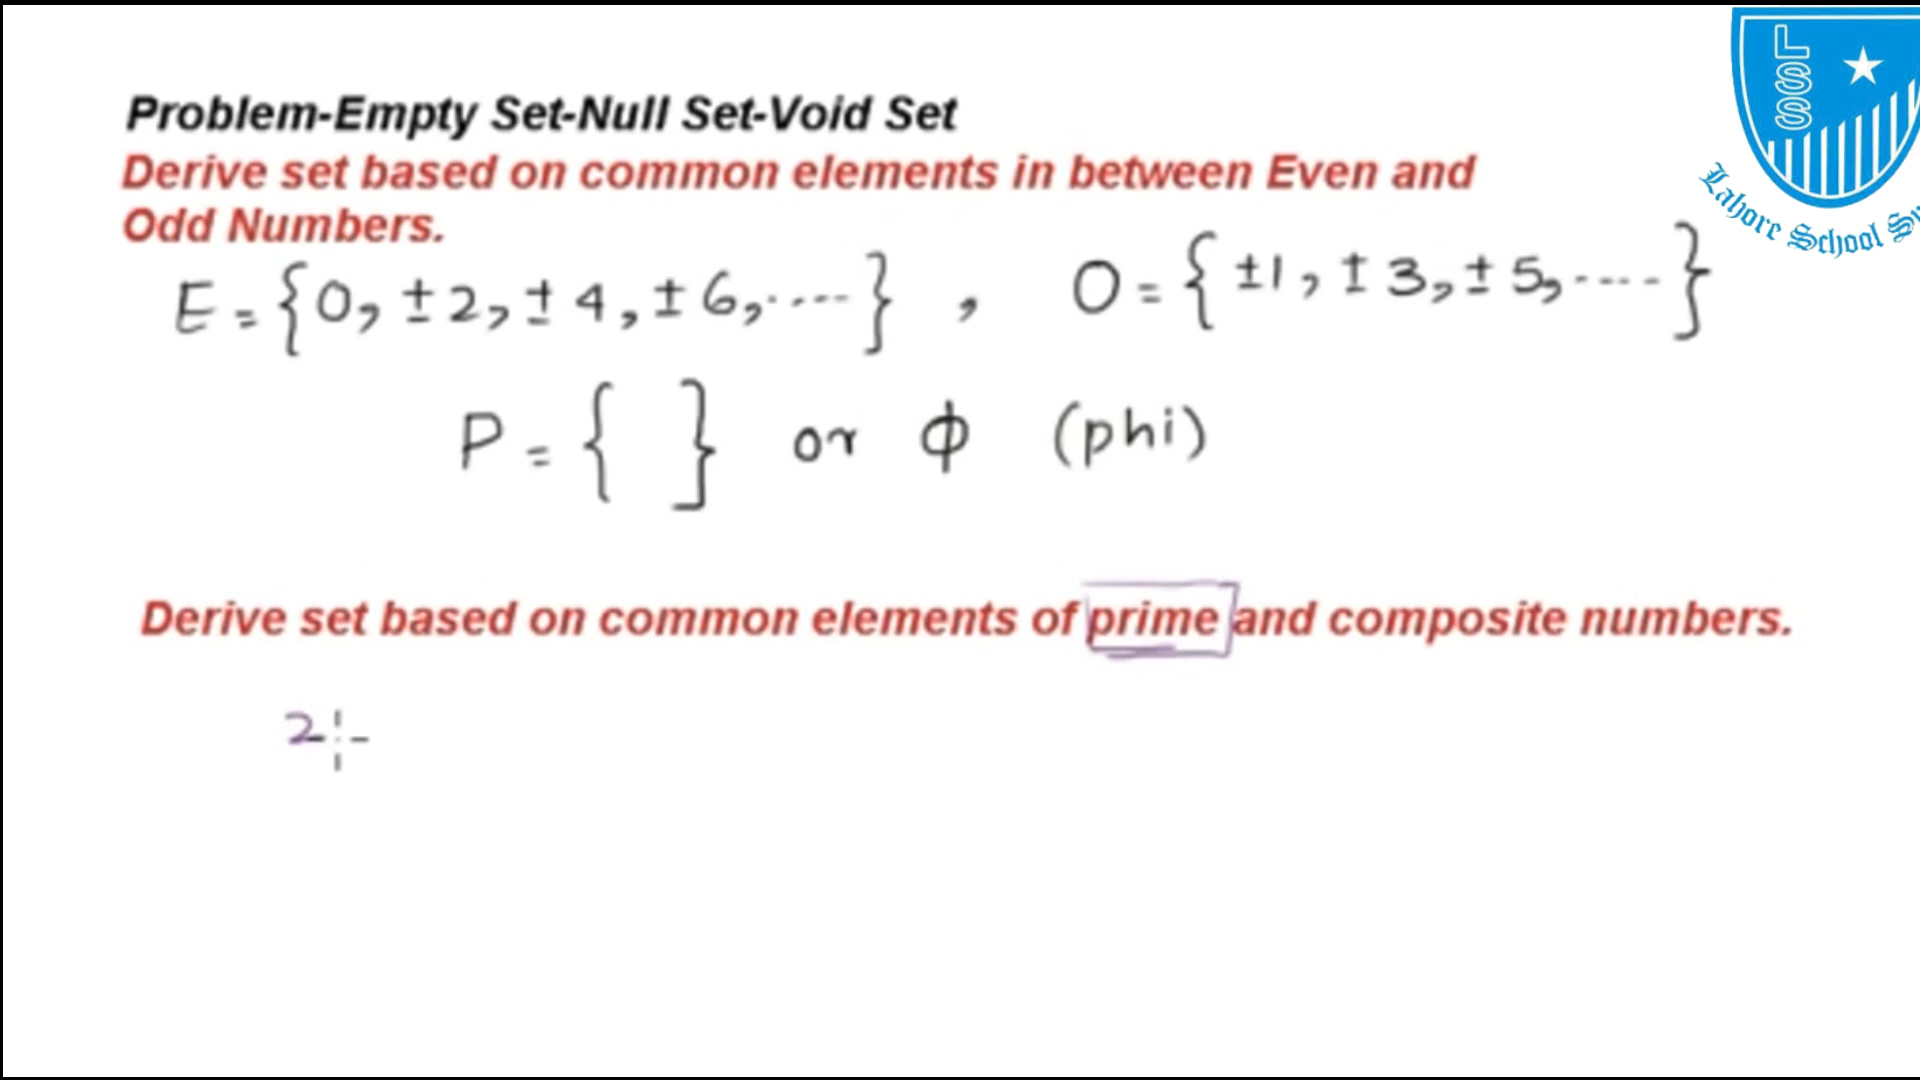 LSS
Lahore School
Problem-Empty Set-Null Set-Void Set
Derive set based on common elements in between Even and
Odd Numbers.
E = {0, ±2, ±4, ±6, ....} , O = {±1, ±3, ±5, ....}
P = { } or Φ (phi)
Derive set based on common elements of prime and composite numbers.
2